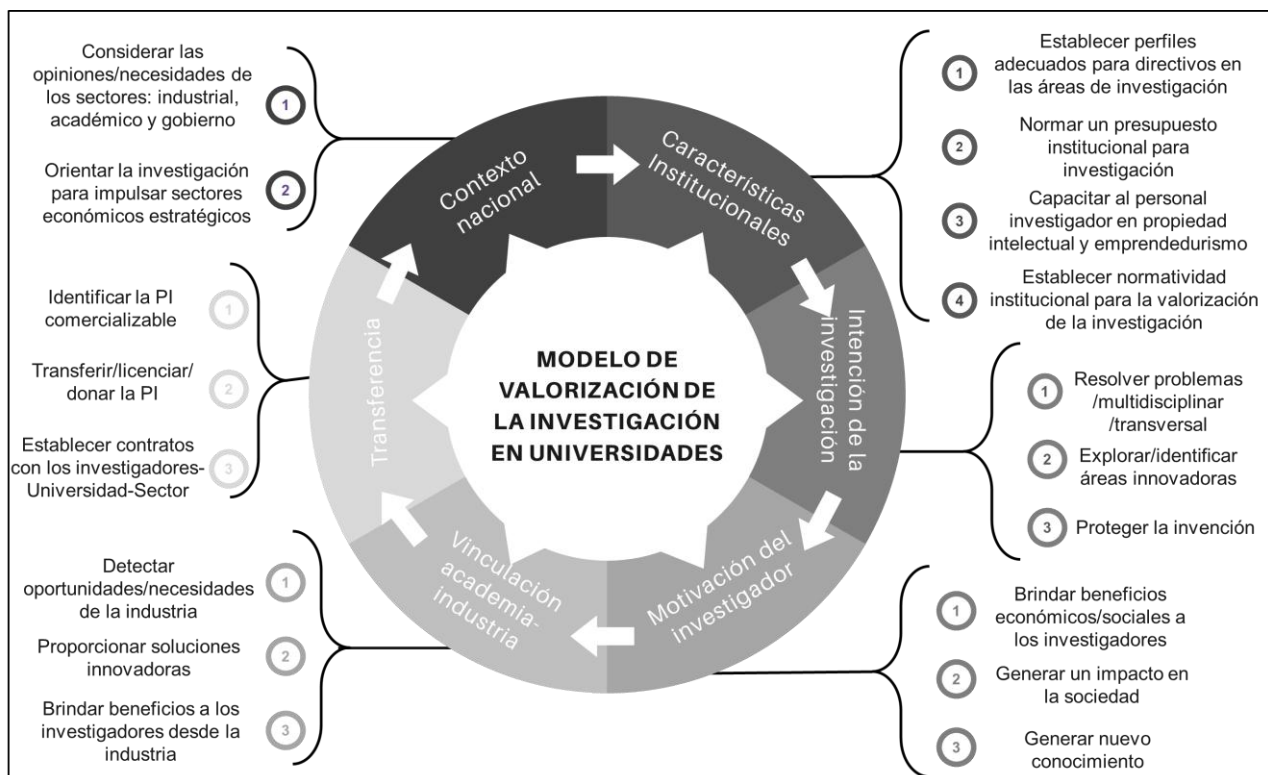 Considerar las
opiniones/necesidades de
los sectores: industrial,
académico y gobierno
1
Orientar la investigación
para impulsar sectores
económicos estratégicos
2
Identificar la PI
comercializable
1
Transferir/licenciar/
donar la PI
2
Establecer contratos
con los investigadores-
Universidad-Sector
3
Detectar
oportunidades/necesidades
de la industria
1
Proporcionar soluciones
innovadoras
2
Brindar beneficios a los
investigadores desde la
industria
3
Contexto
nacional
Características
Institucionales
Intención de la
investigación
Motivación del
investigador
Vinculación
academia-
industria
Transferencia
MODELO DE
VALORIZACIÓN DE
LA INVESTIGACIÓN
EN UNIVERSIDADES
1
Establecer perfiles
adecuados para directivos en
las áreas de investigación
2
Normar un presupuesto
institucional para
investigación
3
Capacitar al personal
investigador en propiedad
intelectual y emprendedurismo
4
Establecer normatividad
institucional para la valorización
de la investigación
1
Resolver problemas
/multidisciplinar
/transversal
2
Explorar/identificar
áreas innovadoras
3
Proteger la invención
1
Brindar beneficios
económicos/sociales a
los investigadores
2
Generar un impacto en
la sociedad
3
Generar nuevo
conocimiento